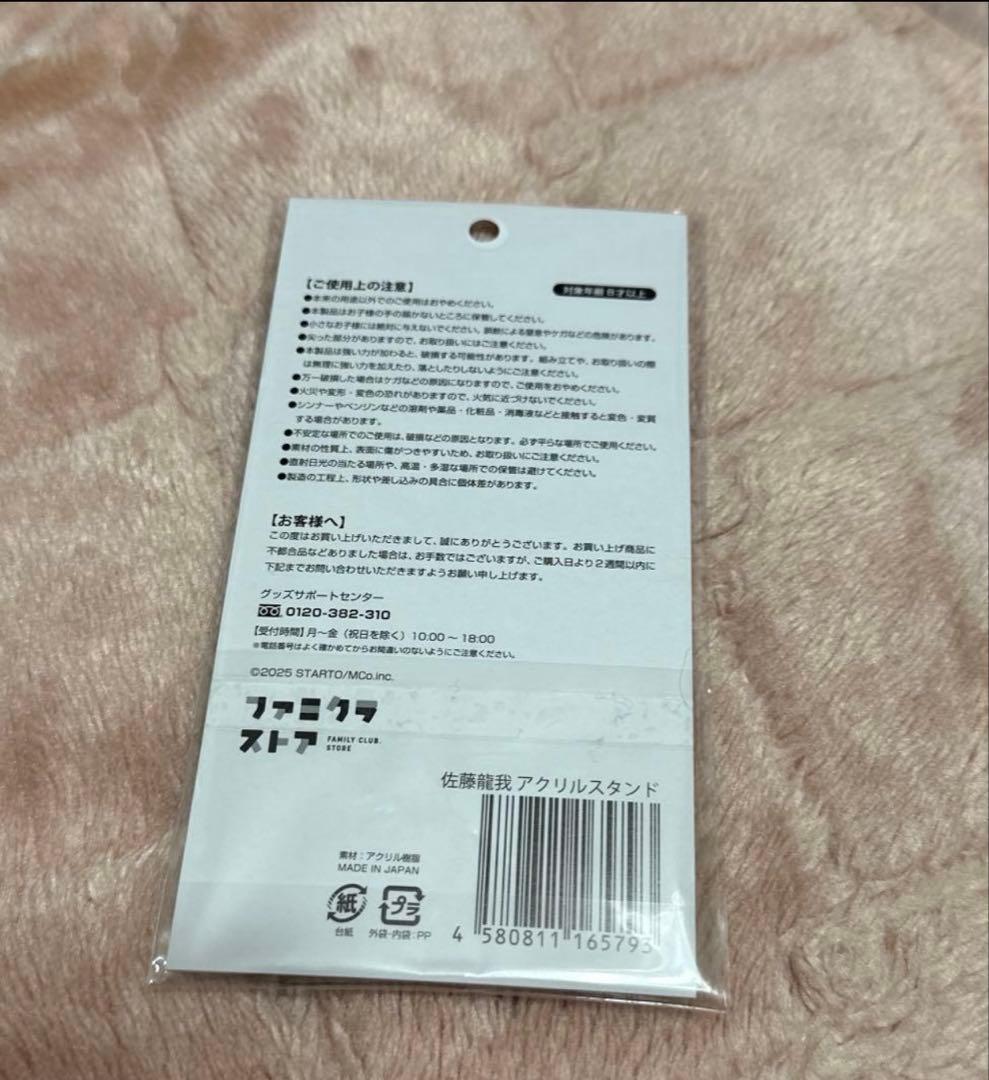 【ご使用上の注意】
対象年齢8才以上
●本来の用途以外でのご使用はおやめください。
●本製品はお子様の手の届かないところに保管してください。
●小さなお子様には絶対に与えないでください。誤飲による窒息やケガなどの危険があります。
●尖った部分がありますので、お取り扱いにはご注意ください。
●本製品は強い力が加わると、破損する可能性があります。組み立てや、お取り扱いの際
は無理に強い力を加えたり、落としたりしないようにご注意ください。
●万一破損した場合はケガなどの原因になりますので、ご使用をおやめください。
●火災や変形・変色の恐れがありますので、火気に近づけないでください。
●シンナーやベンジンなどの溶剤や薬品・化粧品・消毒液などと接触すると変色・変質
する場合があります。
●不安定な場所でのご使用は、破損などの原因となります。必ず平らな場所でご使用ください。
●素材の性質上、表面に傷がつきやすいため、お取り扱いにご注意ください。
●直射日光の当たる場所や、高温・多湿な場所での保管は避けてください。
●製造の工程上、形状や差し込みの具合に個体差があります。
【お客様へ】
この度はお買い上げいただきまして、誠にありがとうございます。お買い上げ商品に
不都合品などありました場合は、お手数ではございますが、ご購入日より2週間以内に
下記までお問い合わせいただきますようお願い申し上げます。
グッズサポートセンター
0120-382-310
【受付時間】月〜金（祝日を除く）10:00〜18:00
※電話番号はよく確かめてからお間違いのないようにご注意ください。
©2025 STARTO/MCo.inc.
ファミクラ
ストア FAMILY CLUB STORE
佐藤龍我 アクリルスタンド
素材：アクリル樹脂
MADE IN JAPAN
紙 プラ
台紙 外袋・内袋：PP
4 580811 165793